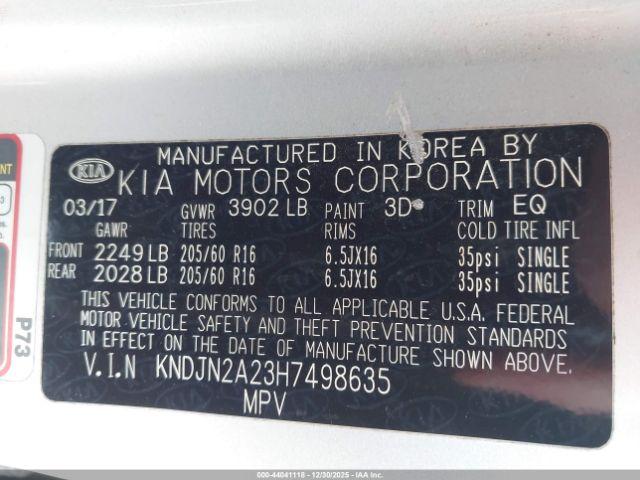 MANUFACTURED IN KOREA BY
KIA KIA MOTORS CORPORATION
03/17 GVWR 3902 LB PAINT 3D TRIM EQ
GAWR TIRES RIMS COLD TIRE INFL
FRONT 2249 LB 205/60 R16 6.5JX16 35psi SINGLE
REAR 2028 LB 205/60 R16 6.5JX16 35psi SINGLE
THIS VEHICLE CONFORMS TO ALL APPLICABLE U.S.A. FEDERAL
MOTOR VEHICLE SAFETY AND THEFT PREVENTION STANDARDS
IN EFFECT ON THE DATE OF MANUFACTURE SHOWN ABOVE.
V.I.N KNDJN2A23H7498635
MPV
P73
000-44041118 - 12/30/2025 - IAAI.COM